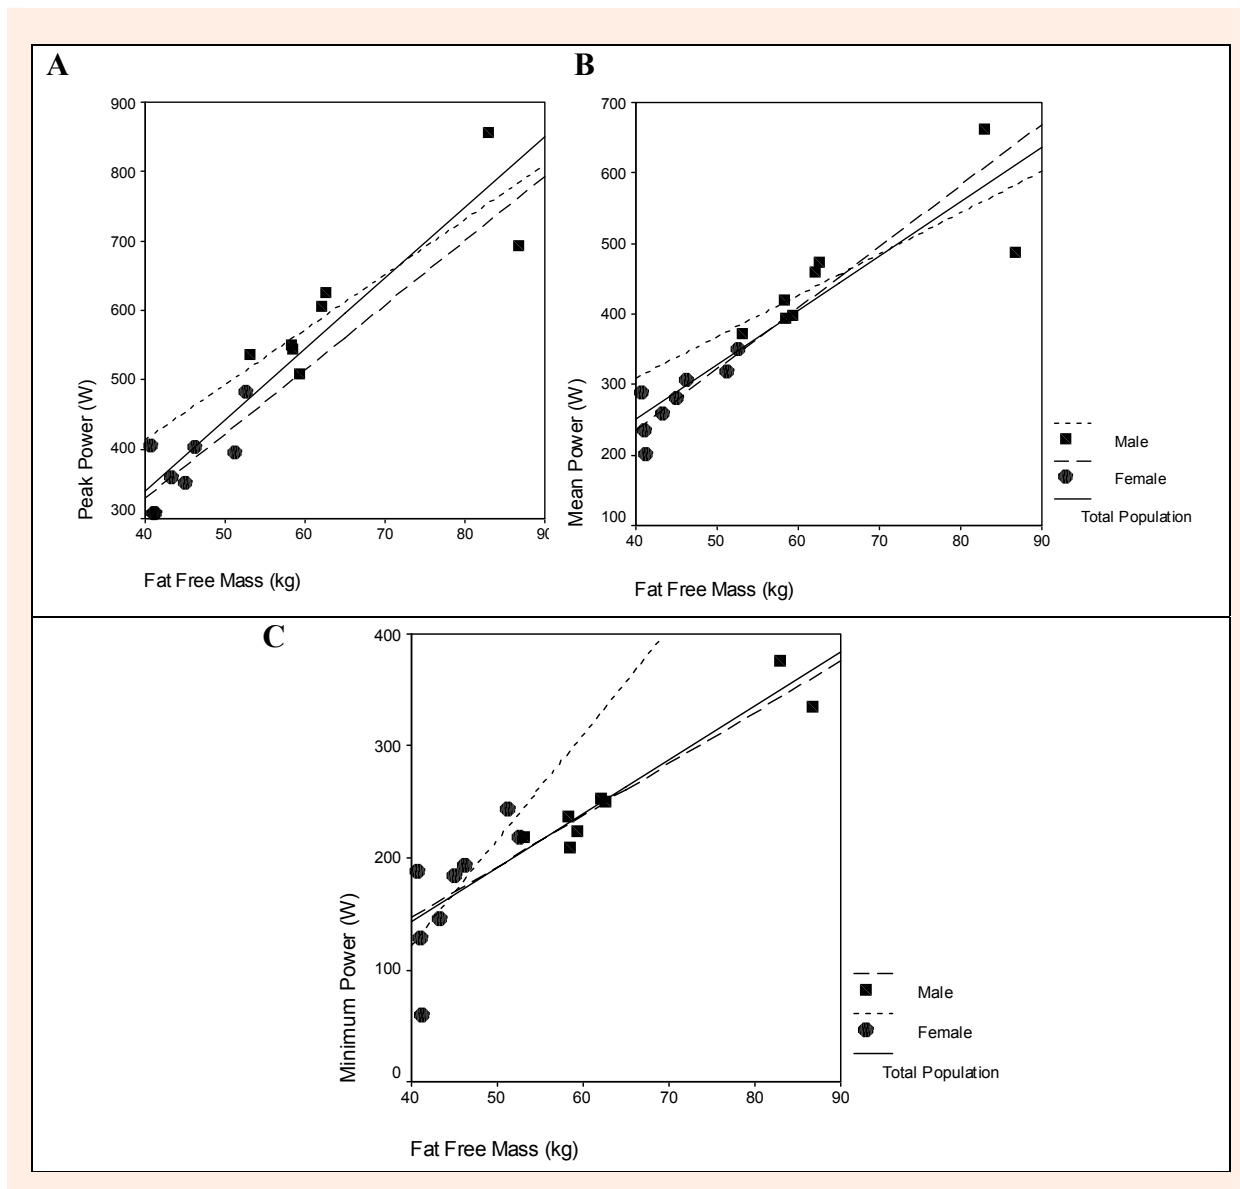 A
B
900
800
700
600
500
400
300
Peak Power (W)
40 50 60 70 80 90
Fat Free Mass (kg)
700
600
500
400
300
200
100
Mean Power (W)
40 50 60 70 80 90
Fat Free Mass (kg)
Male
Female
Total Population
C
400
300
200
100
0
Minimum Power (W)
40 50 60 70 80 90
Fat Free Mass (kg)
Male
Female
Total Population